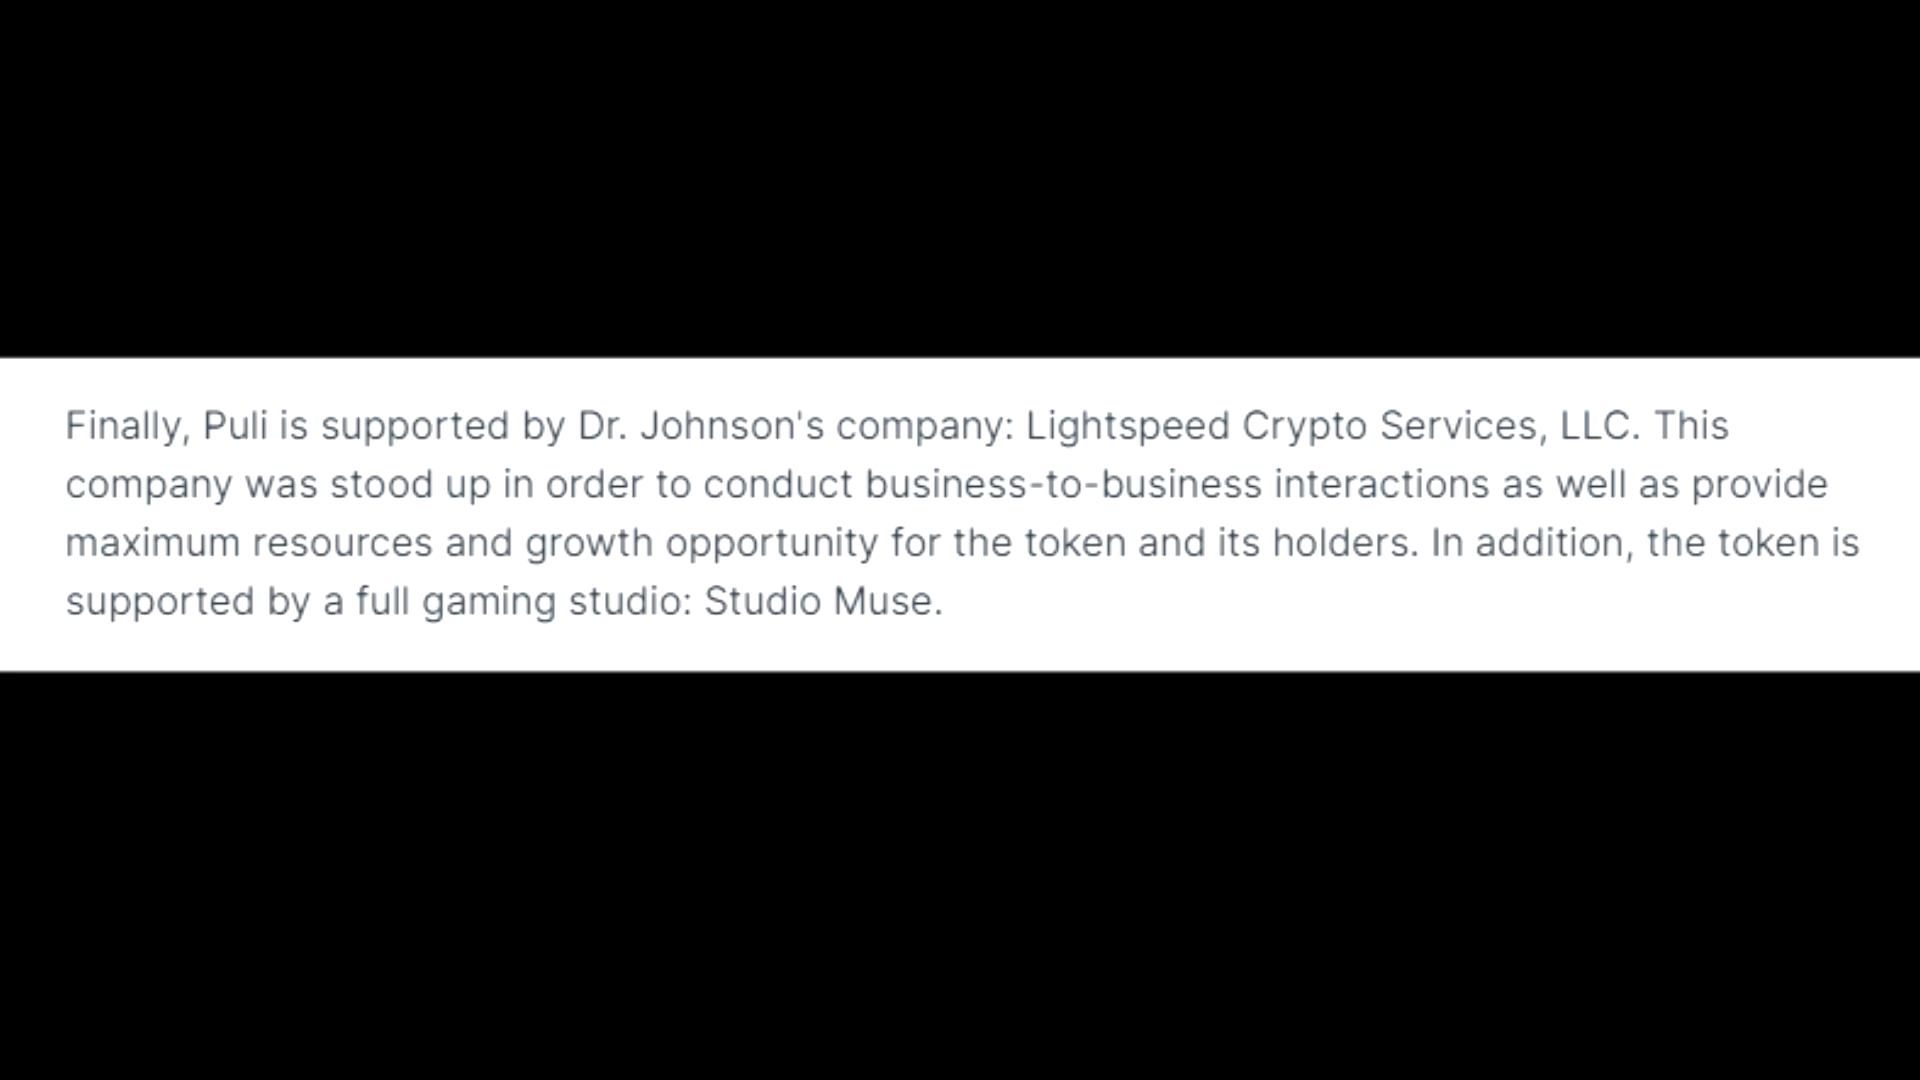 Finally, Puli is supported by Dr. Johnson's company: Lightspeed Crypto Services, LLC. This
company was stood up in order to conduct business-to-business interactions as well as provide
maximum resources and growth opportunity for the token and its holders. In addition, the token is
supported by a full gaming studio: Studio Muse.